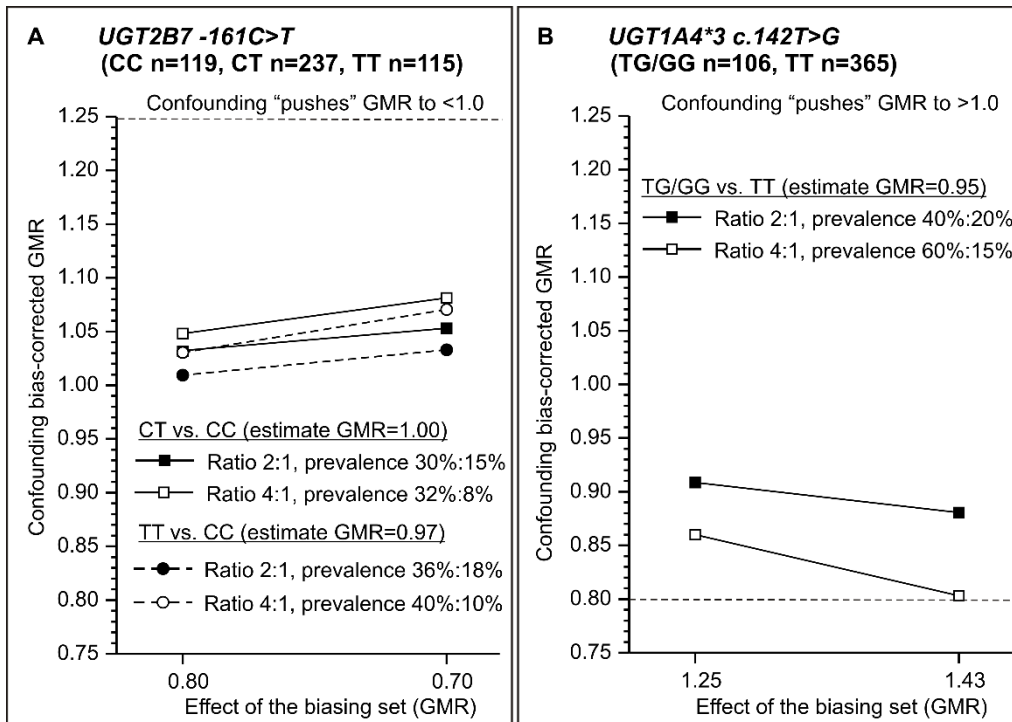 A UGT2B7 -161C>T
(CC n=119, CT n=237, TT n=115)
Confounding “pushes” GMR to <1.0
1.25
1.20
1.15
1.10
1.05
1.00
0.95
0.90
0.85
0.80
0.75
Confounding bias-corrected GMR
CT vs. CC (estimate GMR=1.00)
Ratio 2:1, prevalence 30%:15%
Ratio 4:1, prevalence 32%:8%
TT vs. CC (estimate GMR=0.97)
Ratio 2:1, prevalence 36%:18%
Ratio 4:1, prevalence 40%:10%
0.80 0.70
Effect of the biasing set (GMR)
B UGT1A4*3 c.142T>G
(TG/GG n=106, TT n=365)
Confounding “pushes” GMR to >1.0
1.25
1.20
1.15
1.10
1.05
1.00
0.95
0.90
0.85
0.80
0.75
Confounding bias-corrected GMR
TG/GG vs. TT (estimate GMR=0.95)
Ratio 2:1, prevalence 40%:20%
Ratio 4:1, prevalence 60%:15%
1.25 1.43
Effect of the biasing set (GMR)